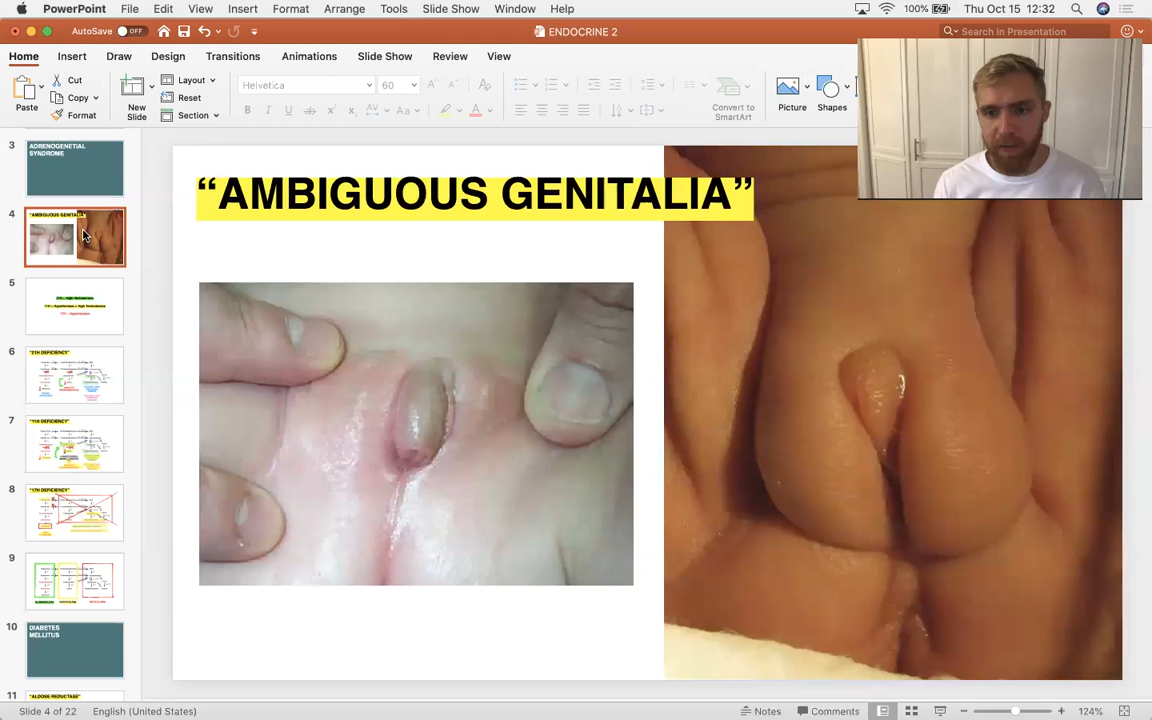 PowerPoint File Edit View Insert Format Arrange Tools Slide Show Window Help 100% Thu Oct 15 12:32
AutoSave OFF ENDOCRINE 2 Search in Presentation
Home Insert Draw Design Transitions Animations Slide Show Review View
Paste Cut Copy Format
New Slide Layout Reset Section
Helvetica 60
B I U
Convert to SmartArt
Picture Shapes
3 ADRENOGENETIAL SYNDROME
4 "AMBIGUOUS GENITALIA"
5
6 "21H DEFICIENCY"
7 "11H DEFICIENCY"
8 "17H DEFICIENCY"
9
10 DIABETES MELLITUS
11 "ALDOSE REDUCTASE"
“AMBIGUOUS GENITALIA”
Slide 4 of 22 English (United States) Notes Comments 124%